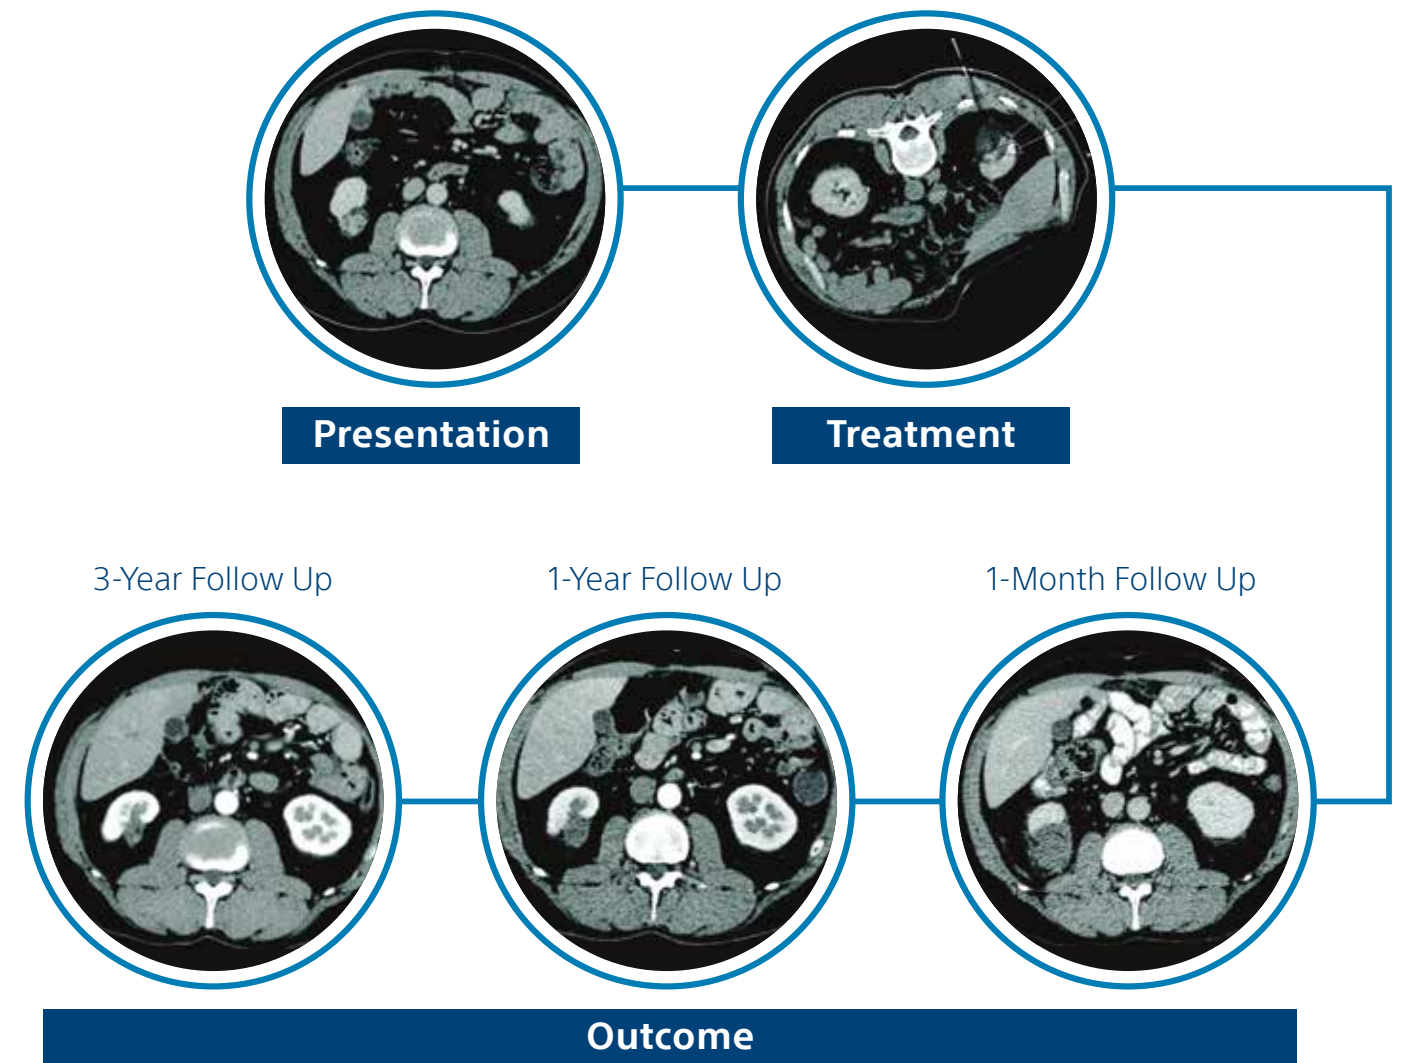 Presentation
Treatment
3-Year Follow Up
1-Year Follow Up
1-Month Follow Up
Outcome